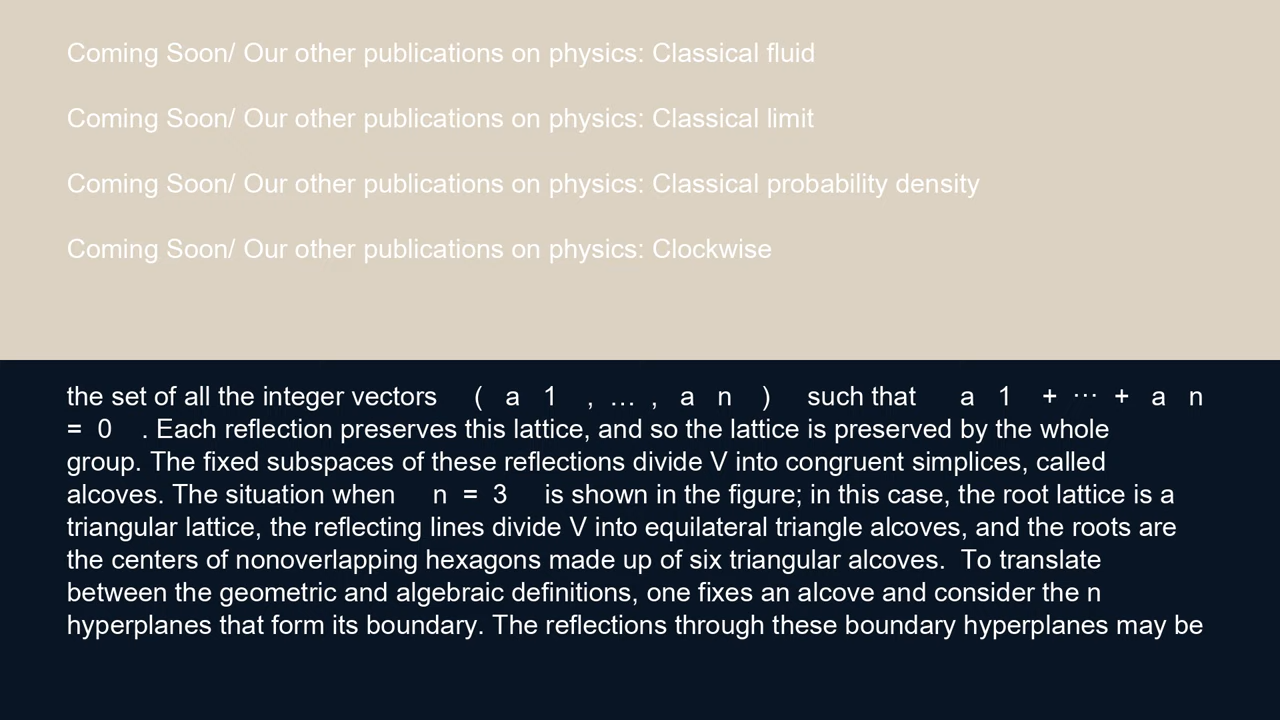 Coming Soon/ Our other publications on physics: Classical fluid
Coming Soon/ Our other publications on physics: Classical limit
Coming Soon/ Our other publications on physics: Classical probability density
Coming Soon/ Our other publications on physics: Clockwise
the set of all the integer vectors ( a 1 , … , a n ) such that a 1 + ⋯ + a n
= 0 . Each reflection preserves this lattice, and so the lattice is preserved by the whole
group. The fixed subspaces of these reflections divide V into congruent simplices, called
alcoves. The situation when n = 3 is shown in the figure; in this case, the root lattice is a
triangular lattice, the reflecting lines divide V into equilateral triangle alcoves, and the roots are
the centers of nonoverlapping hexagons made up of six triangular alcoves. To translate
between the geometric and algebraic definitions, one fixes an alcove and consider the n
hyperplanes that form its boundary. The reflections through these boundary hyperplanes may be